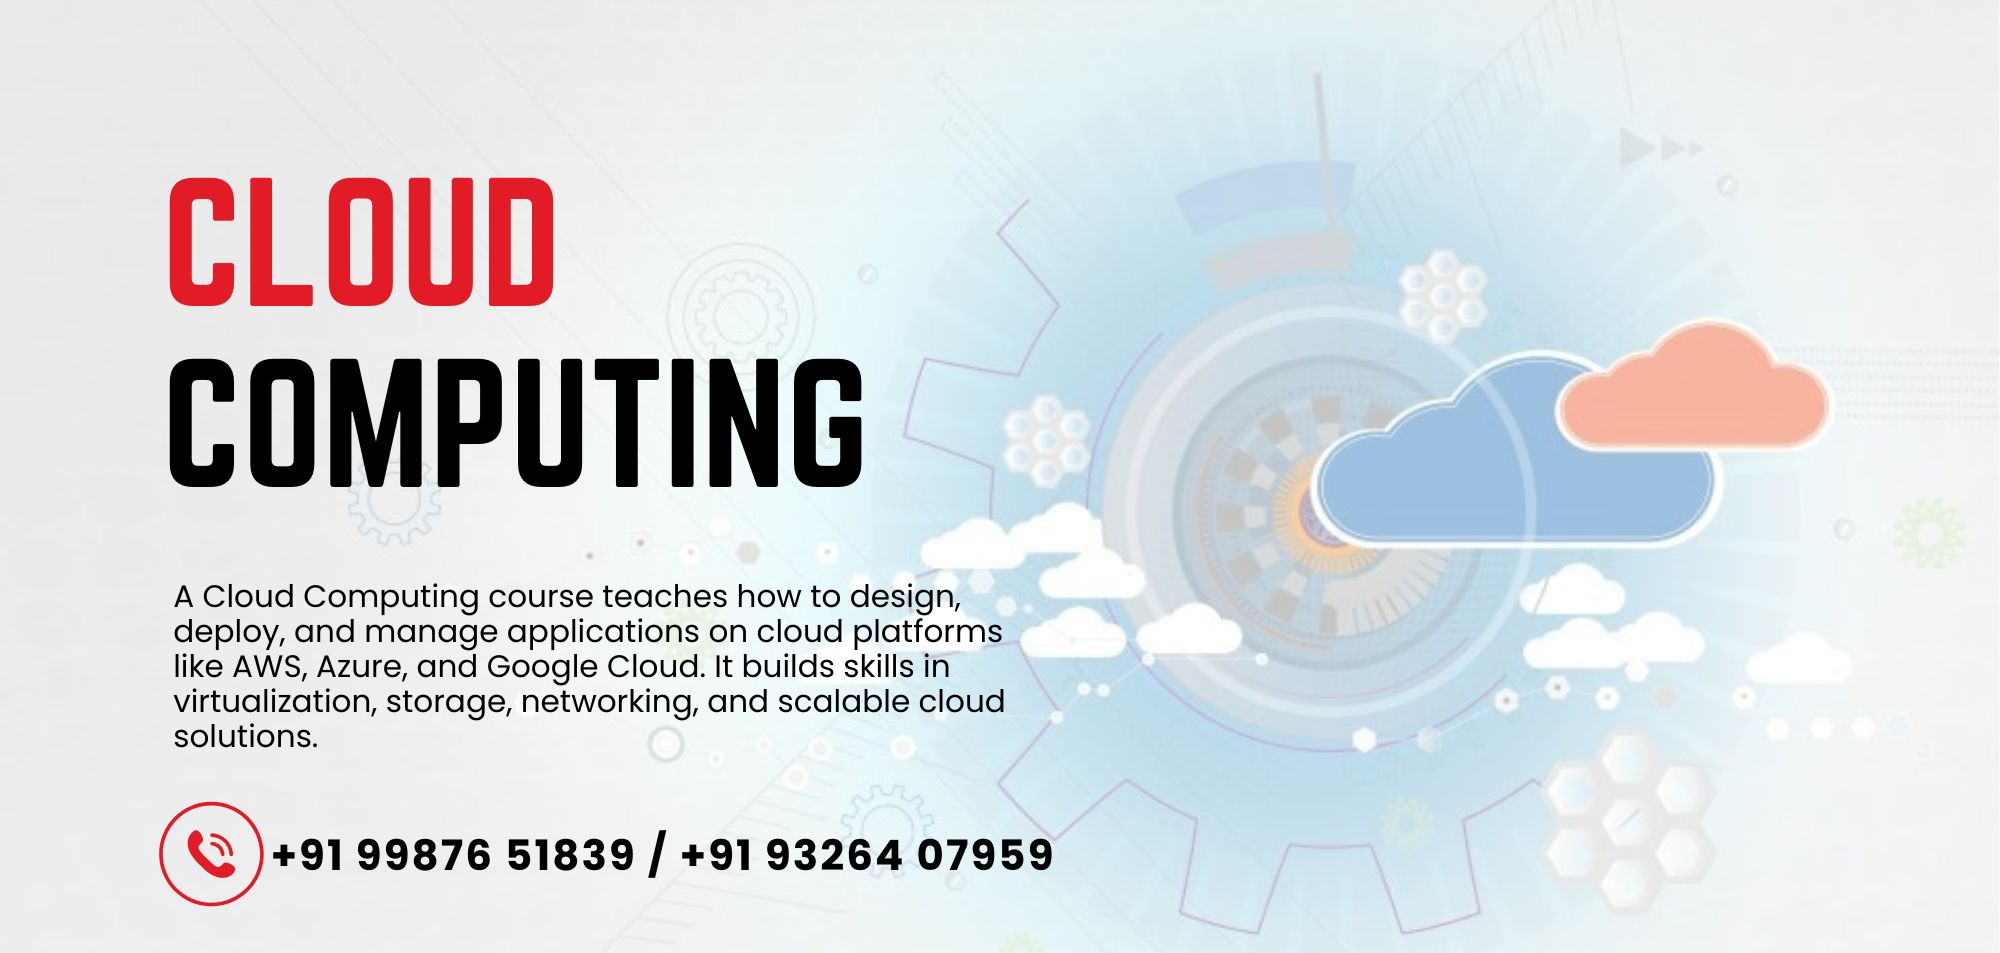 CLOUD
COMPUTING
A Cloud Computing course teaches how to design,
deploy, and manage applications on cloud platforms
like AWS, Azure, and Google Cloud. It builds skills in
virtualization, storage, networking, and scalable cloud
solutions.
+91 99876 51839 / +91 93264 07959